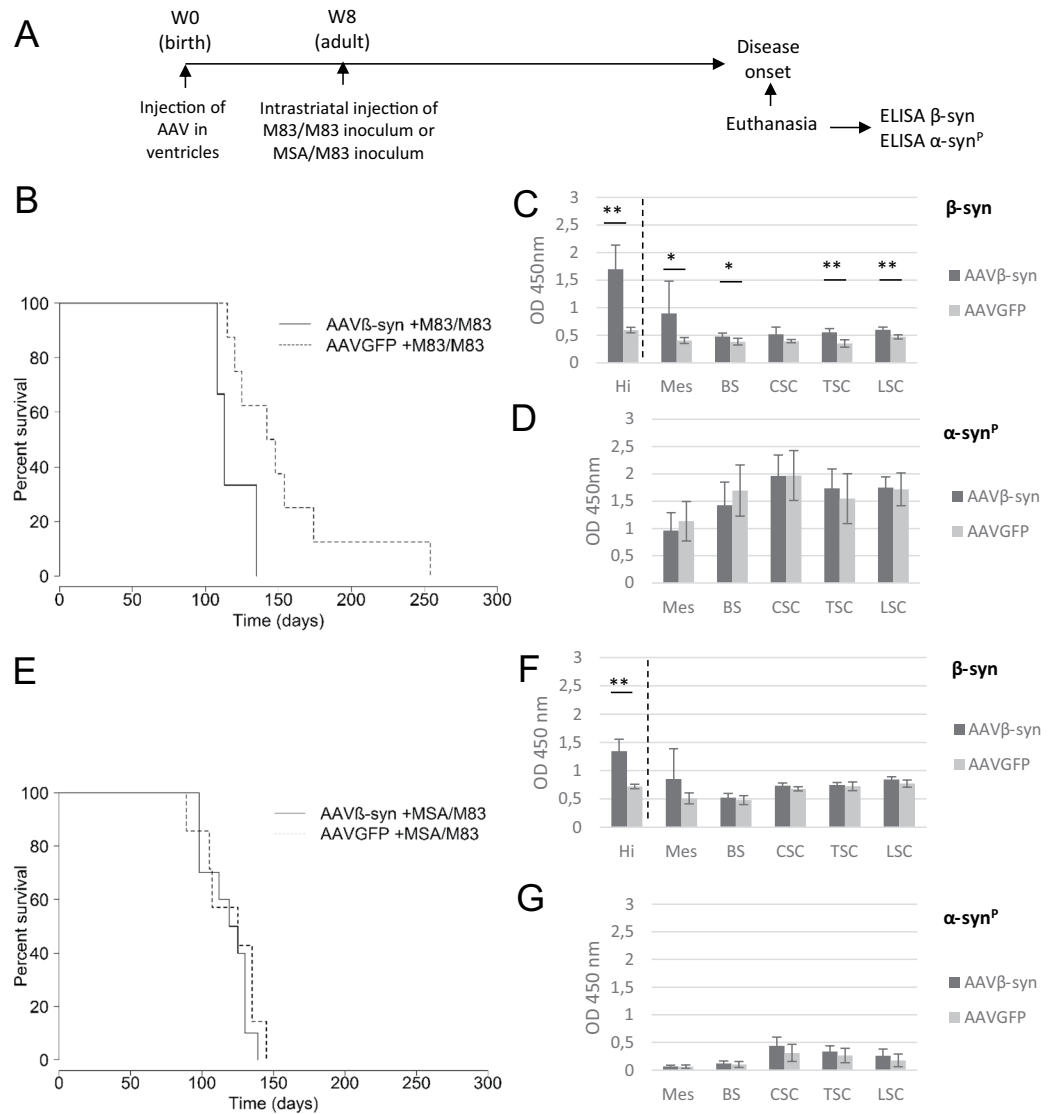 A
W0
(birth)
W8
(adult)
Disease
onset
Injection of
AAV in
ventricles
Intrastriatal injection of
M83/M83 inoculum or
MSA/M83 inoculum
Euthanasia
ELISA β-syn
ELISA α-synᴾ
B
Percent survival
100
80
60
40
20
0
AAVß-syn +M83/M83
AAVGFP +M83/M83
0 50 100 150 200 250 300
Time (days)
C
β-syn
OD 450nm
3
2,5
2
1,5
1
0,5
0
** * * ** **
Hi Mes BS CSC TSC LSC
AAVβ-syn
AAVGFP
D
α-synᴾ
OD 450nm
3
2,5
2
1,5
1
0,5
0
Mes BS CSC TSC LSC
AAVβ-syn
AAVGFP
E
Percent survival
100
80
60
40
20
0
AAVß-syn +MSA/M83
AAVGFP +MSA/M83
0 50 100 150 200 250 300
Time (days)
F
β-syn
OD 450 nm
3
2,5
2
1,5
1
0,5
0
**
Hi Mes BS CSC TSC LSC
AAVβ-syn
AAVGFP
G
α-synᴾ
OD 450 nm
3
2,5
2
1,5
1
0,5
0
Mes BS CSC TSC LSC
AAVβ-syn
AAVGFP